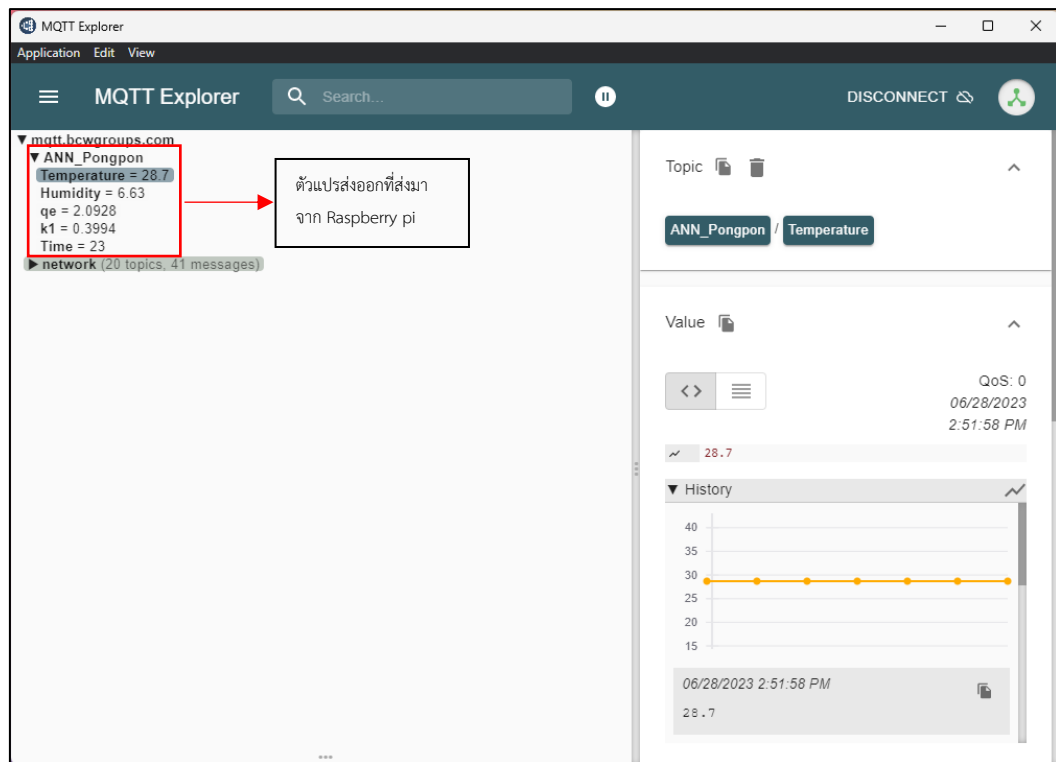 MQTT Explorer
Application Edit View
MQTT Explorer
Search...
DISCONNECT
▼ mqtt.bcwgroups.com
▼ ANN_Pongpon
Temperature = 28.7
Humidity = 6.63
qe = 2.0928
k1 = 0.3994
Time = 23
▶ network (20 topics, 41 messages)
ตัวแปรส่งออกที่ส่งมา
จาก Raspberry pi
Topic
ANN_Pongpon / Temperature
Value
QoS: 0
06/28/2023
2:51:58 PM
28.7
▼ History
40
35
30
25
20
15
06/28/2023 2:51:58 PM
28.7